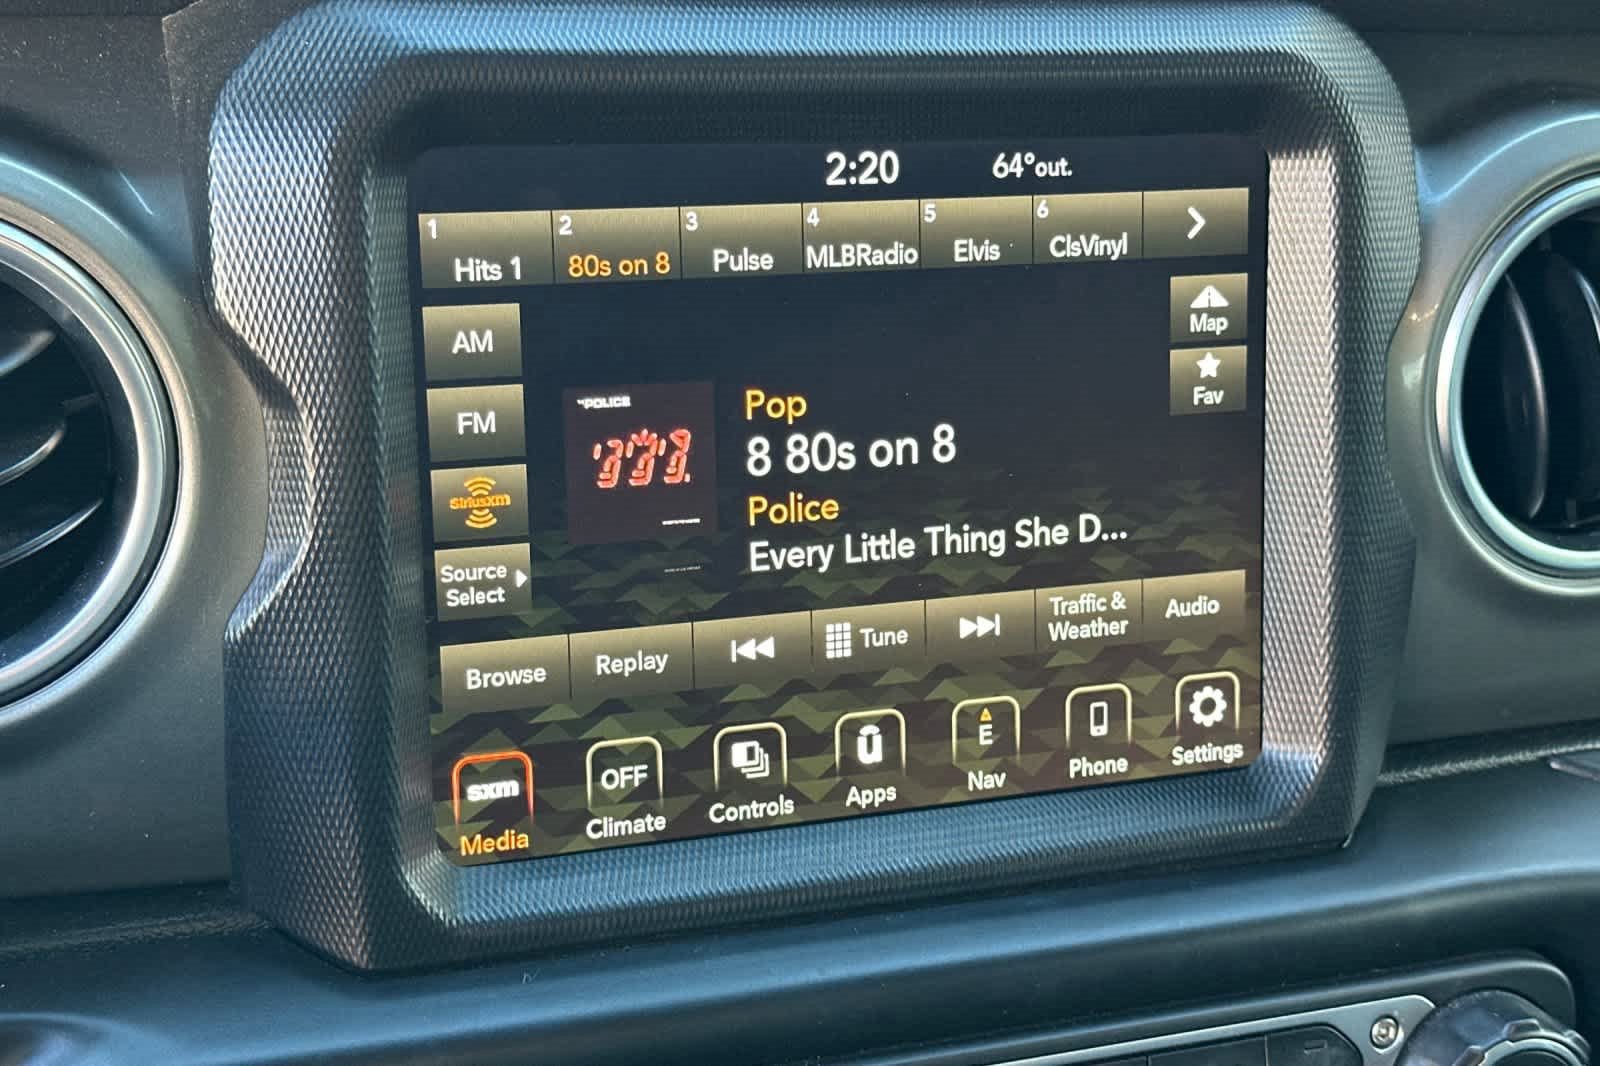 2:20 64°out.
1 2 3 4 5 6
Hits 1 80s on 8 Pulse MLBRadio Elvis ClsVinyl
AM
Map
FM
Fav
SiriusXm
Source
Select
POLICE
Pop
8 80s on 8
Police
Every Little Thing She D...
Browse Replay Tune Traffic & Weather Audio
sxm OFF û E
Media Climate Controls Apps Nav Phone Settings